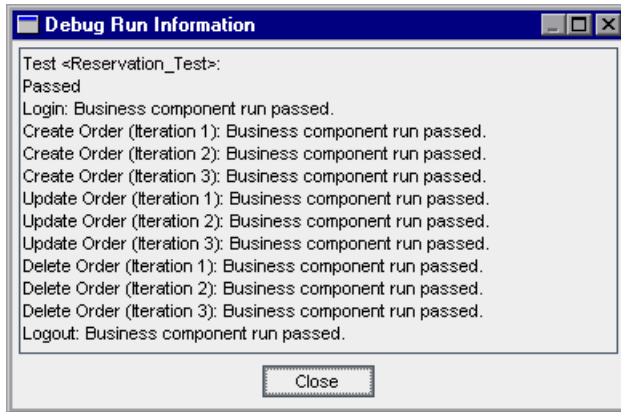 Debug Run Information
Test <Reservation_Test>:
Passed
Login: Business component run passed.
Create Order (Iteration 1): Business component run passed.
Create Order (Iteration 2): Business component run passed.
Create Order (Iteration 3): Business component run passed.
Update Order (Iteration 1): Business component run passed.
Update Order (Iteration 2): Business component run passed.
Update Order (Iteration 3): Business component run passed.
Delete Order (Iteration 1): Business component run passed.
Delete Order (Iteration 2): Business component run passed.
Delete Order (Iteration 3): Business component run passed.
Logout: Business component run passed.
Close